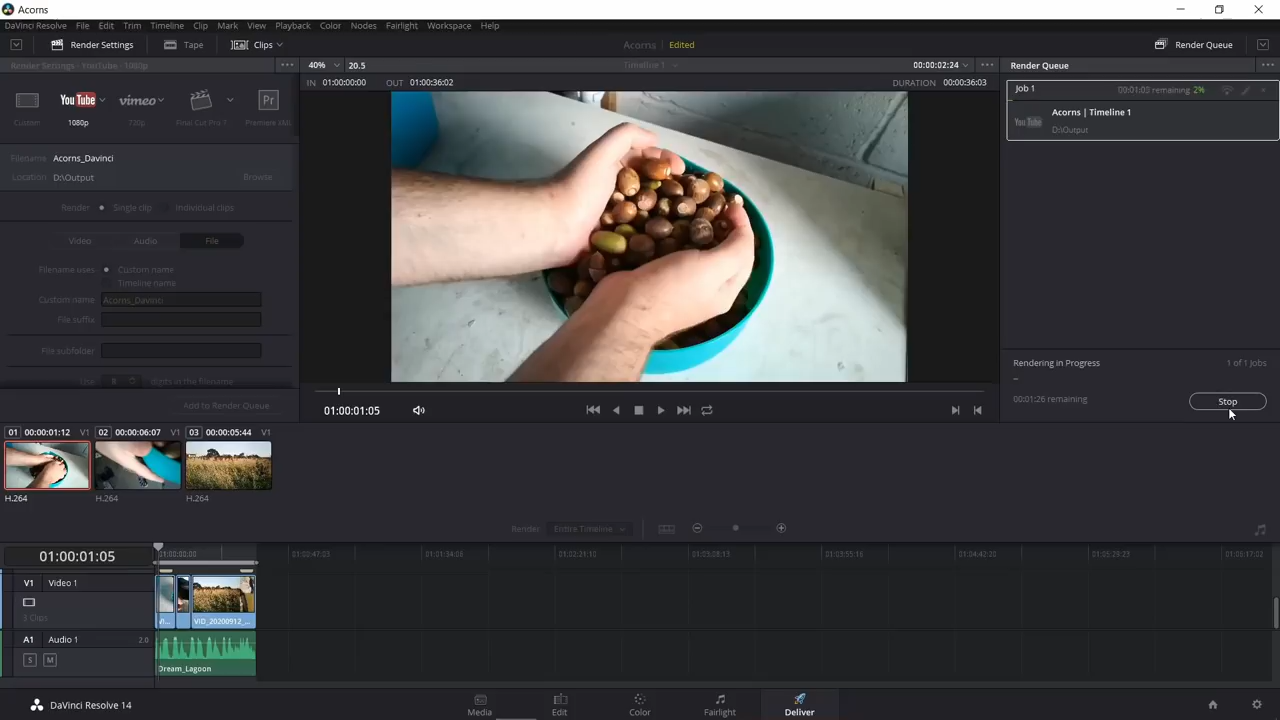 Acorns
DaVinci Resolve File Edit Trim Timeline Clip Mark View Playback Color Nodes Fairlight Workspace Help
Render Settings Tape Clips Acorns Edited Render Queue
Render Settings - YouTube - 1080p 40% 20.5 Timeline 1 00:00:02:24 Render Queue
IN 01:00:00:00 OUT 01:00:36:02 DURATION 00:00:36:03
Job 1 00:01:03 remaining 2%
YouTube vimeo Pr
Custom 1080p 720p Final Cut Pro 7 Premiere XML
YouTube Acorns | Timeline 1
D:\Output
Filename Acorns_Davinci
Location D:\Output Browse
Render Single clip Individual clips
Video Audio File
Filename uses Custom name
Timeline name
Custom name Acorns_Davinci
File suffix
File subfolder
Use 8 digits in the filename
Rendering in Progress 1 of 1 Jobs
00:01:26 remaining Stop
Add to Render Queue 01:00:01:05
01 00:00:01:12 V1 02 00:00:06:07 V1 03 00:00:05:44 V1
H.264 H.264 H.264
Render Entire Timeline
01:00:01:05 01:00:00:00 01:00:47:23 01:01:34:06 01:02:21:10 01:03:08:13 01:03:55:16 01:04:42:20 01:05:29:23 01:06:17:02
V1 Video 1
3 Clips
VI... VID_20200912_...
A1 Audio 1 2.0
S M
Dream_Lagoon
DaVinci Resolve 14 Media Edit Color Fairlight Deliver